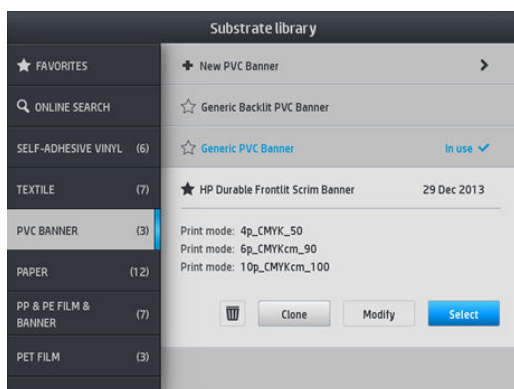 Substrate library
FAVORITES
ONLINE SEARCH
SELF-ADHESIVE VINYL (6)
TEXTILE (7)
PVC BANNER (3)
PAPER (12)
PP & PE FILM &
BANNER (7)
PET FILM (3)
New PVC Banner
Generic Backlit PVC Banner
Generic PVC Banner In use
HP Durable Frontlit Scrim Banner 29 Dec 2013
Print mode: 4p_CMYK_50
Print mode: 6p_CMYKcm_90
Print mode: 10p_CMYKcm_100
Clone Modify Select